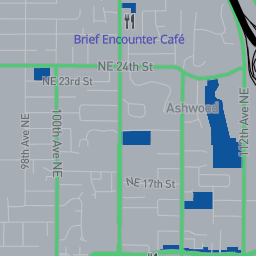 Brief Encounter Café
NE 24th St
NE 23rd St
Ashwood
98th Ave NE
100th Ave NE
112th Ave NE
NE 17th St